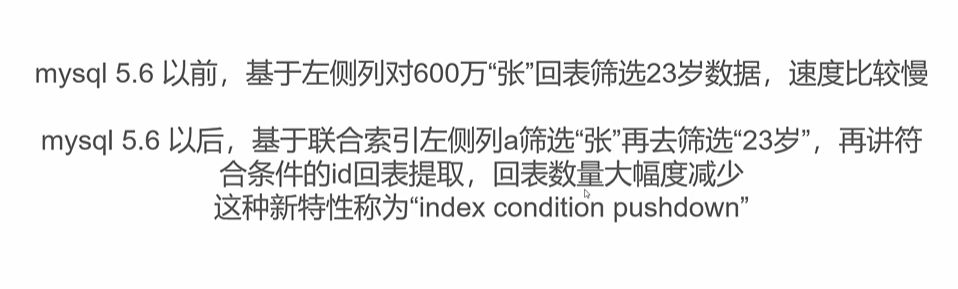 mysql 5.6 以前，基于左侧列对600万“张”回表筛选23岁数据，速度比较慢
mysql 5.6 以后，基于联合索引左侧列a筛选“张”再去筛选“23岁”，再讲符
合条件的id回表提取，回表数量大幅度减少
这种新特性称为“index condition pushdown”